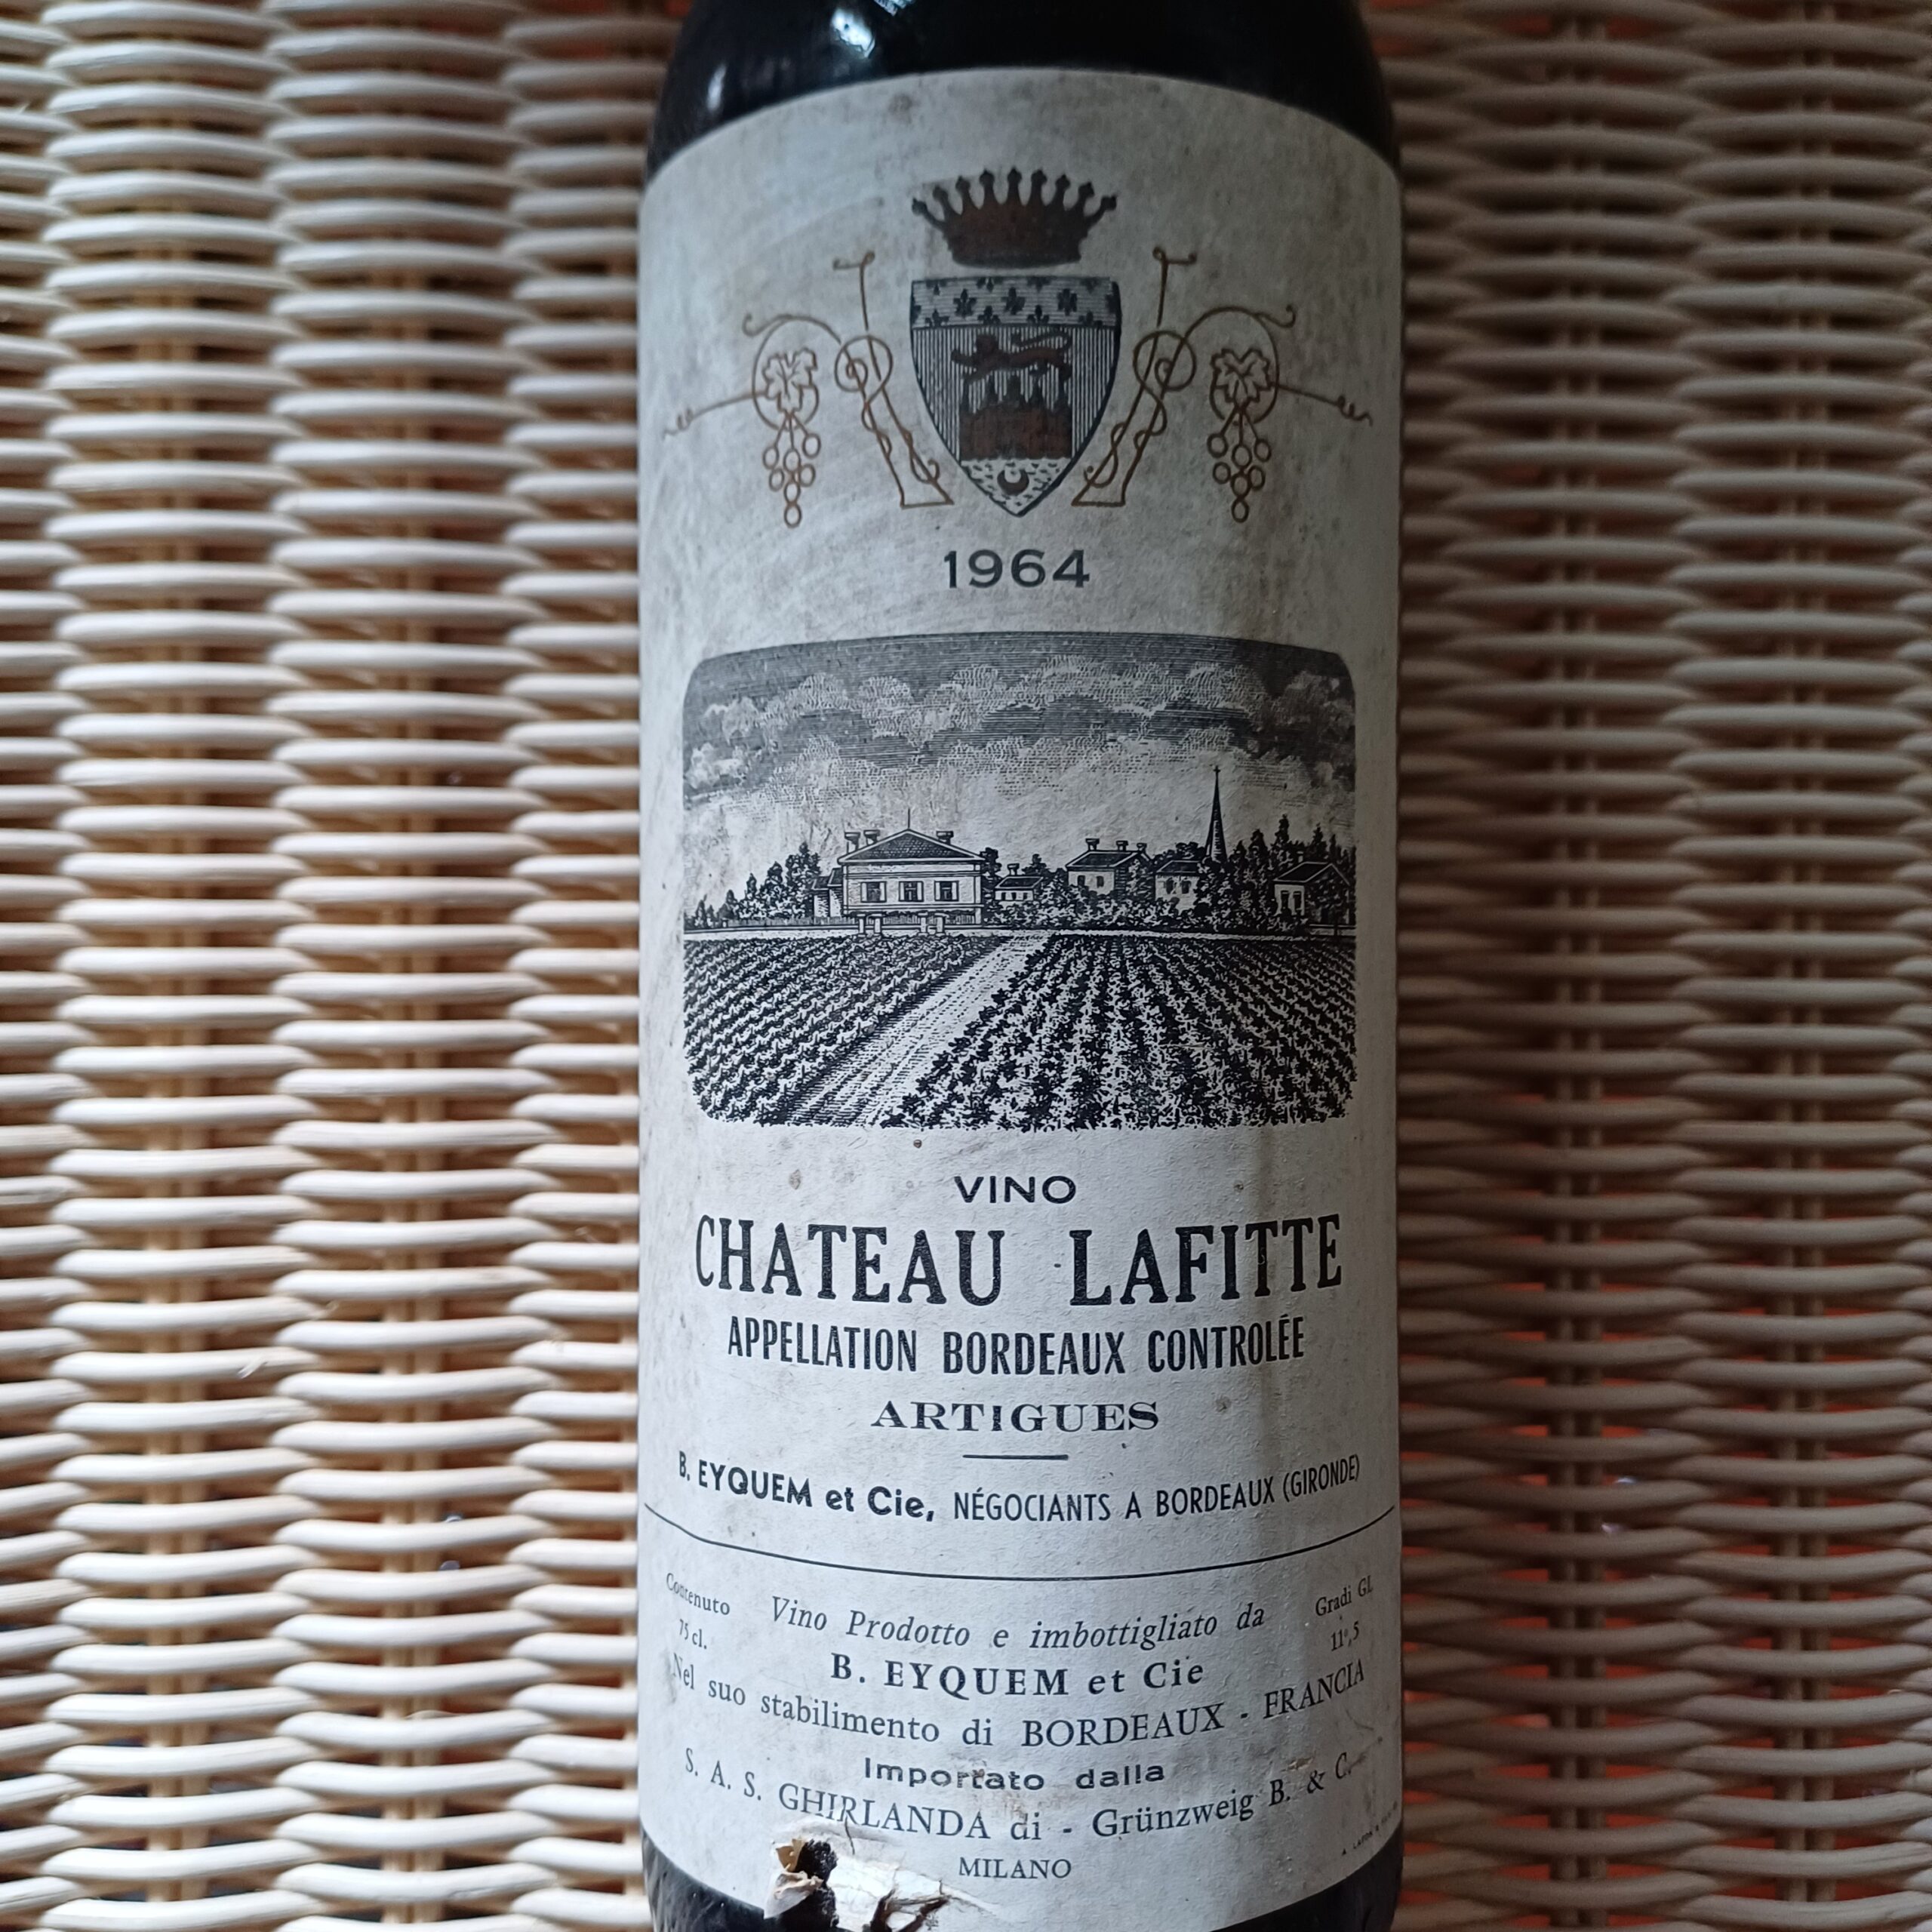 1964
VINO
CHATEAU LAFITTE
APPELLATION BORDEAUX CONTROLÉE
ARTIGUES
B. EYQUEM et Cie, NÉGOCIANTS A BORDEAUX (GIRONDE)
Contenuto
75 cl.
Vino Prodotto e imbottigliato da
Gradi GL
11°,5
B. EYQUEM et Cie
Nel suo stabilimento di BORDEAUX - FRANCIA
Importato dalla
S. A. S. GHIRLANDA di - Grünzweig B. & C.
MILANO